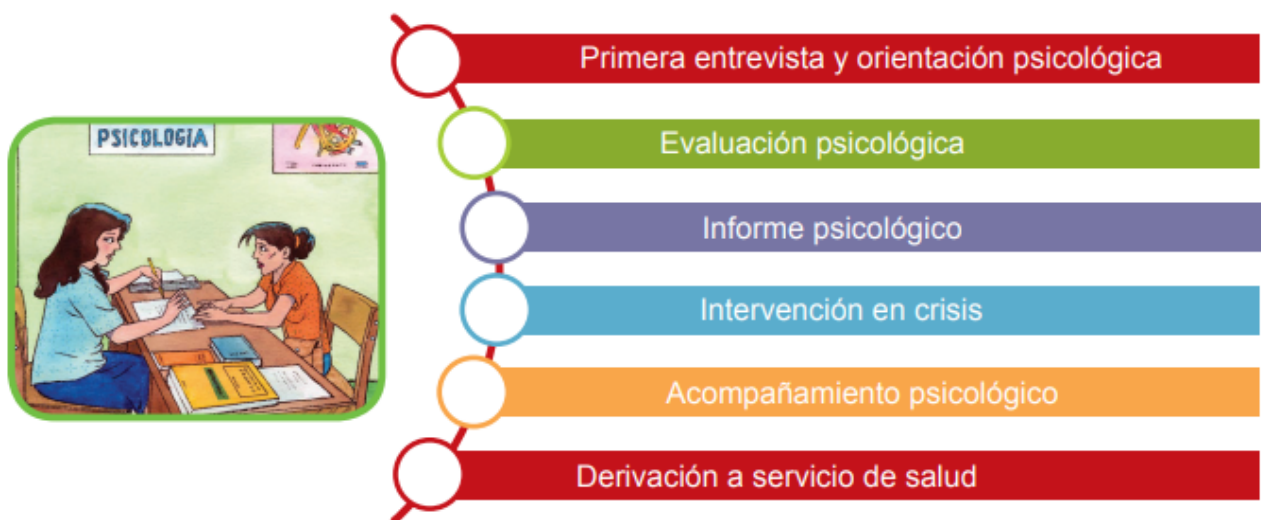 PSICOLOGIA
Primera entrevista y orientación psicológica
Evaluación psicológica
Informe psicológico
Intervención en crisis
Acompañamiento psicológico
Derivación a servicio de salud